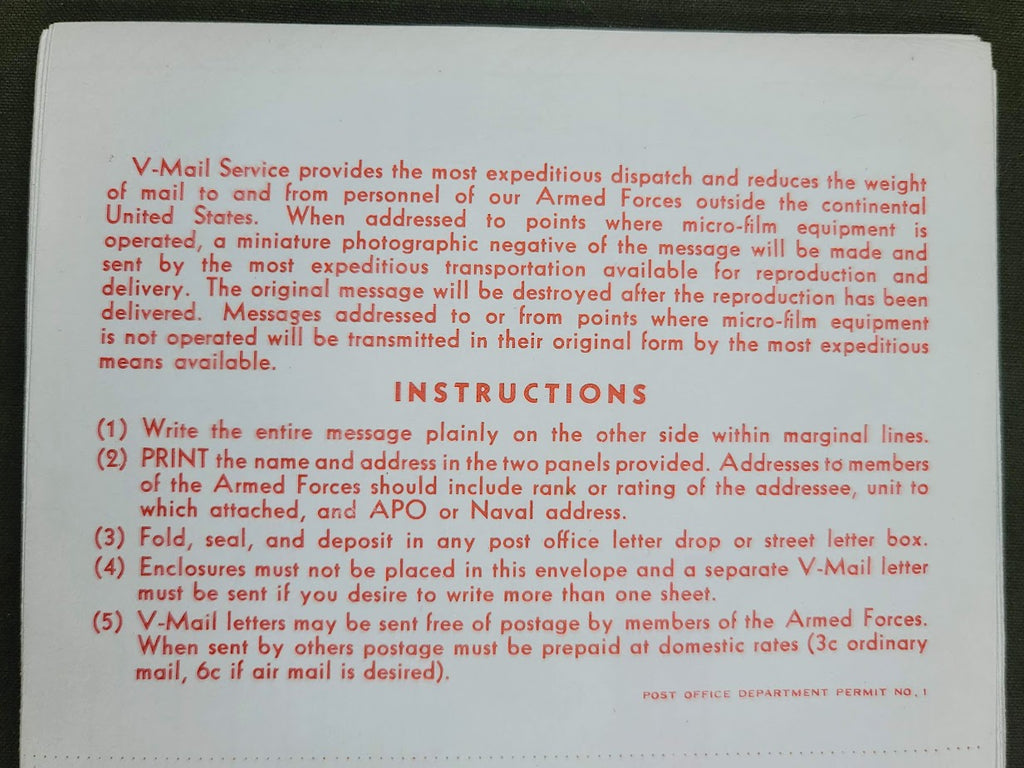 V-Mail Service provides the most expeditious dispatch and reduces the weight
of mail to and from personnel of our Armed Forces outside the continental
United States. When addressed to points where micro-film equipment is
operated, a miniature photographic negative of the message will be made and
sent by the most expeditious transportation available for reproduction and
delivery. The original message will be destroyed after the reproduction has been
delivered. Messages addressed to or from points where micro-film equipment
is not operated will be transmitted in their original form by the most expeditious
means available.
INSTRUCTIONS
(1) Write the entire message plainly on the other side within marginal lines.
(2) PRINT the name and address in the two panels provided. Addresses to members
of the Armed Forces should include rank or rating of the addressee, unit to
which attached, and APO or Naval address.
(3) Fold, seal, and deposit in any post office letter drop or street letter box.
(4) Enclosures must not be placed in this envelope and a separate V-Mail letter
must be sent if you desire to write more than one sheet.
(5) V-Mail letters may be sent free of postage by members of the Armed Forces.
When sent by others postage must be prepaid at domestic rates (3c ordinary
mail, 6c if air mail is desired).
POST OFFICE DEPARTMENT PERMIT NO. 1